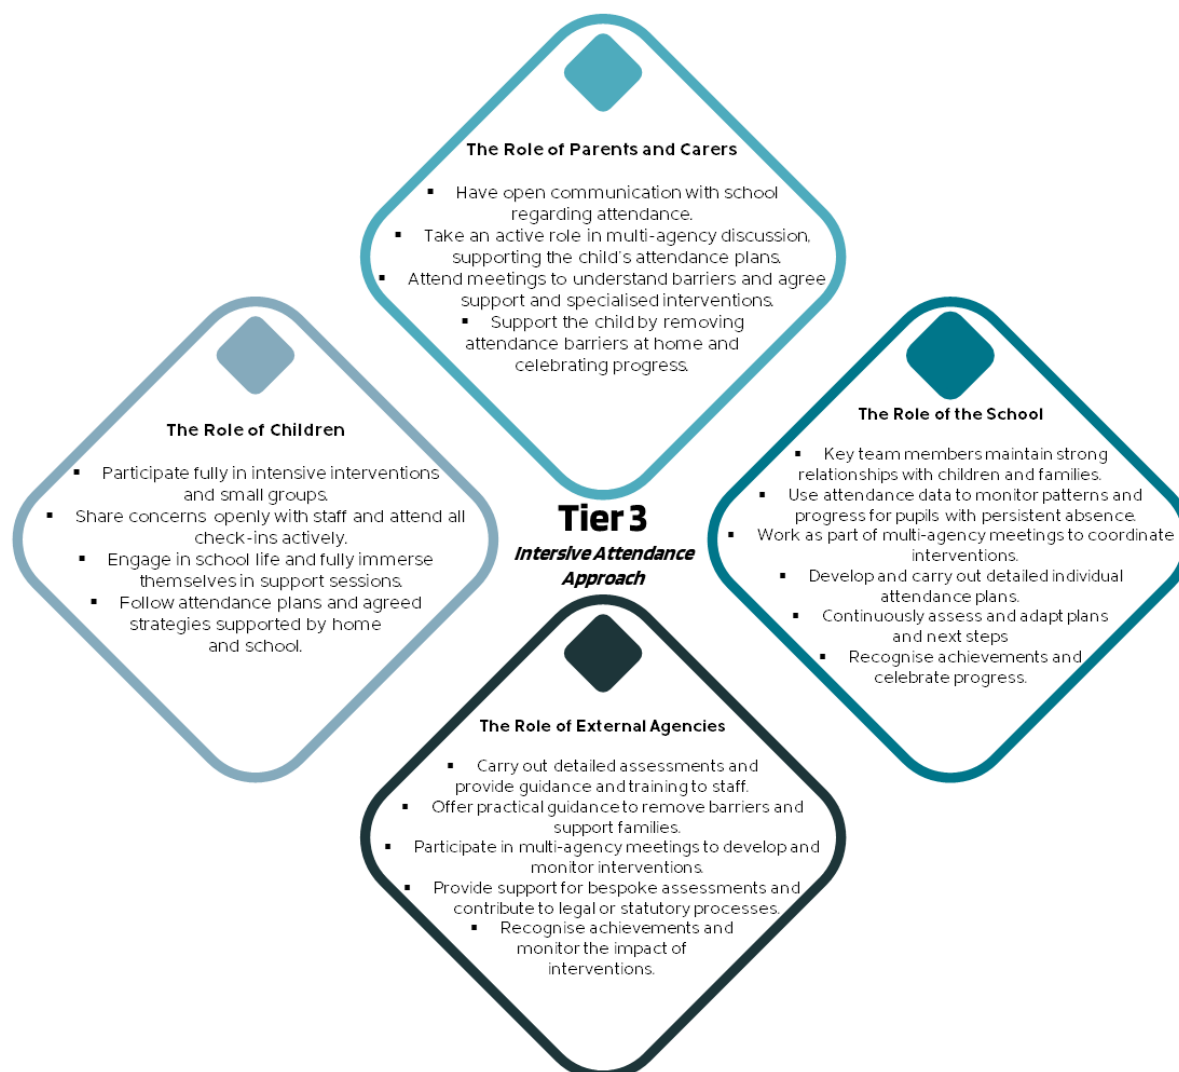 The Role of Parents and Carers
▪ Have open communication with school
regarding attendance.
▪ Take an active role in multi-agency discussion,
supporting the child's attendance plans.
▪ Attend meetings to understand barriers and agree
support and specialised interventions.
▪ Support the child by removing
attendance barriers at home and
celebrating progress.
The Role of Children
▪ Participate fully in intensive interventions
and small groups.
▪ Share concerns openly with staff and attend all
check-ins actively.
▪ Engage in school life and fully immerse
themselves in support sessions.
▪ Follow attendance plans and agreed
strategies supported by home
and school.
Tier 3
Intersive Attendance
Approach
The Role of the School
▪ Key team members maintain strong
relationships with children and families.
▪ Use attendance data to monitor patterns and
progress for pupils with persistent absence.
▪ Work as part of multi-agency meetings to coordinate
interventions.
▪ Develop and carry out detailed individual
attendance plans.
▪ Continuously assess and adapt plans
and next steps
▪ Recognise achievements and
celebrate progress.
The Role of External Agencies
▪ Carry out detailed assessments and
provide guidance and training to staff.
▪ Offer practical guidance to remove barriers and
support families.
▪ Participate in multi-agency meetings to develop and
monitor interventions.
▪ Provide support for bespoke assessments and
contribute to legal or statutory processes.
▪ Recognise achievements and
monitor the impact of
interventions.